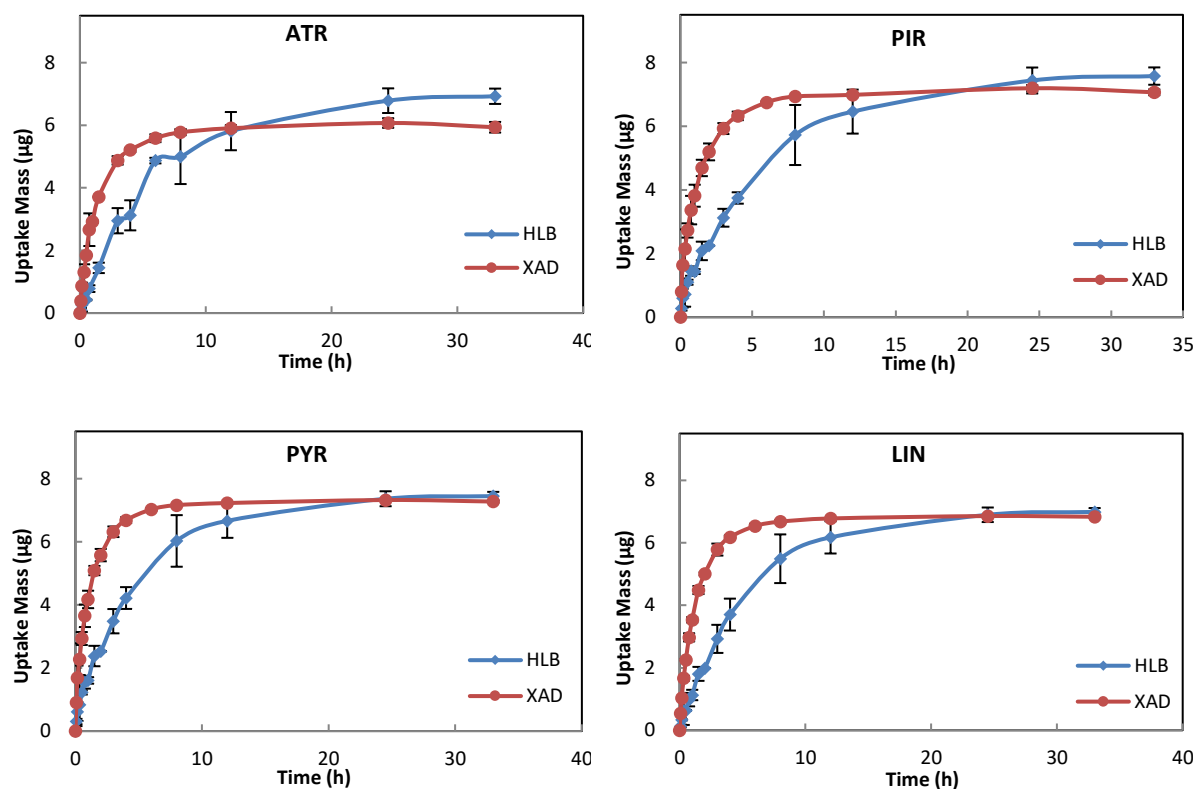 ATR
Uptake Mass (µg)
8
6
4
2
0
0 10 20 30 40
Time (h)
HLB
XAD
PIR
Uptake Mass (µg)
8
6
4
2
0
0 5 10 15 20 25 30 35
Time (h)
HLB
XAD
PYR
Uptake Mass (µg)
8
6
4
2
0
0 10 20 30 40
Time (h)
HLB
XAD
LIN
Uptake Mass (µg)
8
6
4
2
0
0 10 20 30 40
Time (h)
HLB
XAD